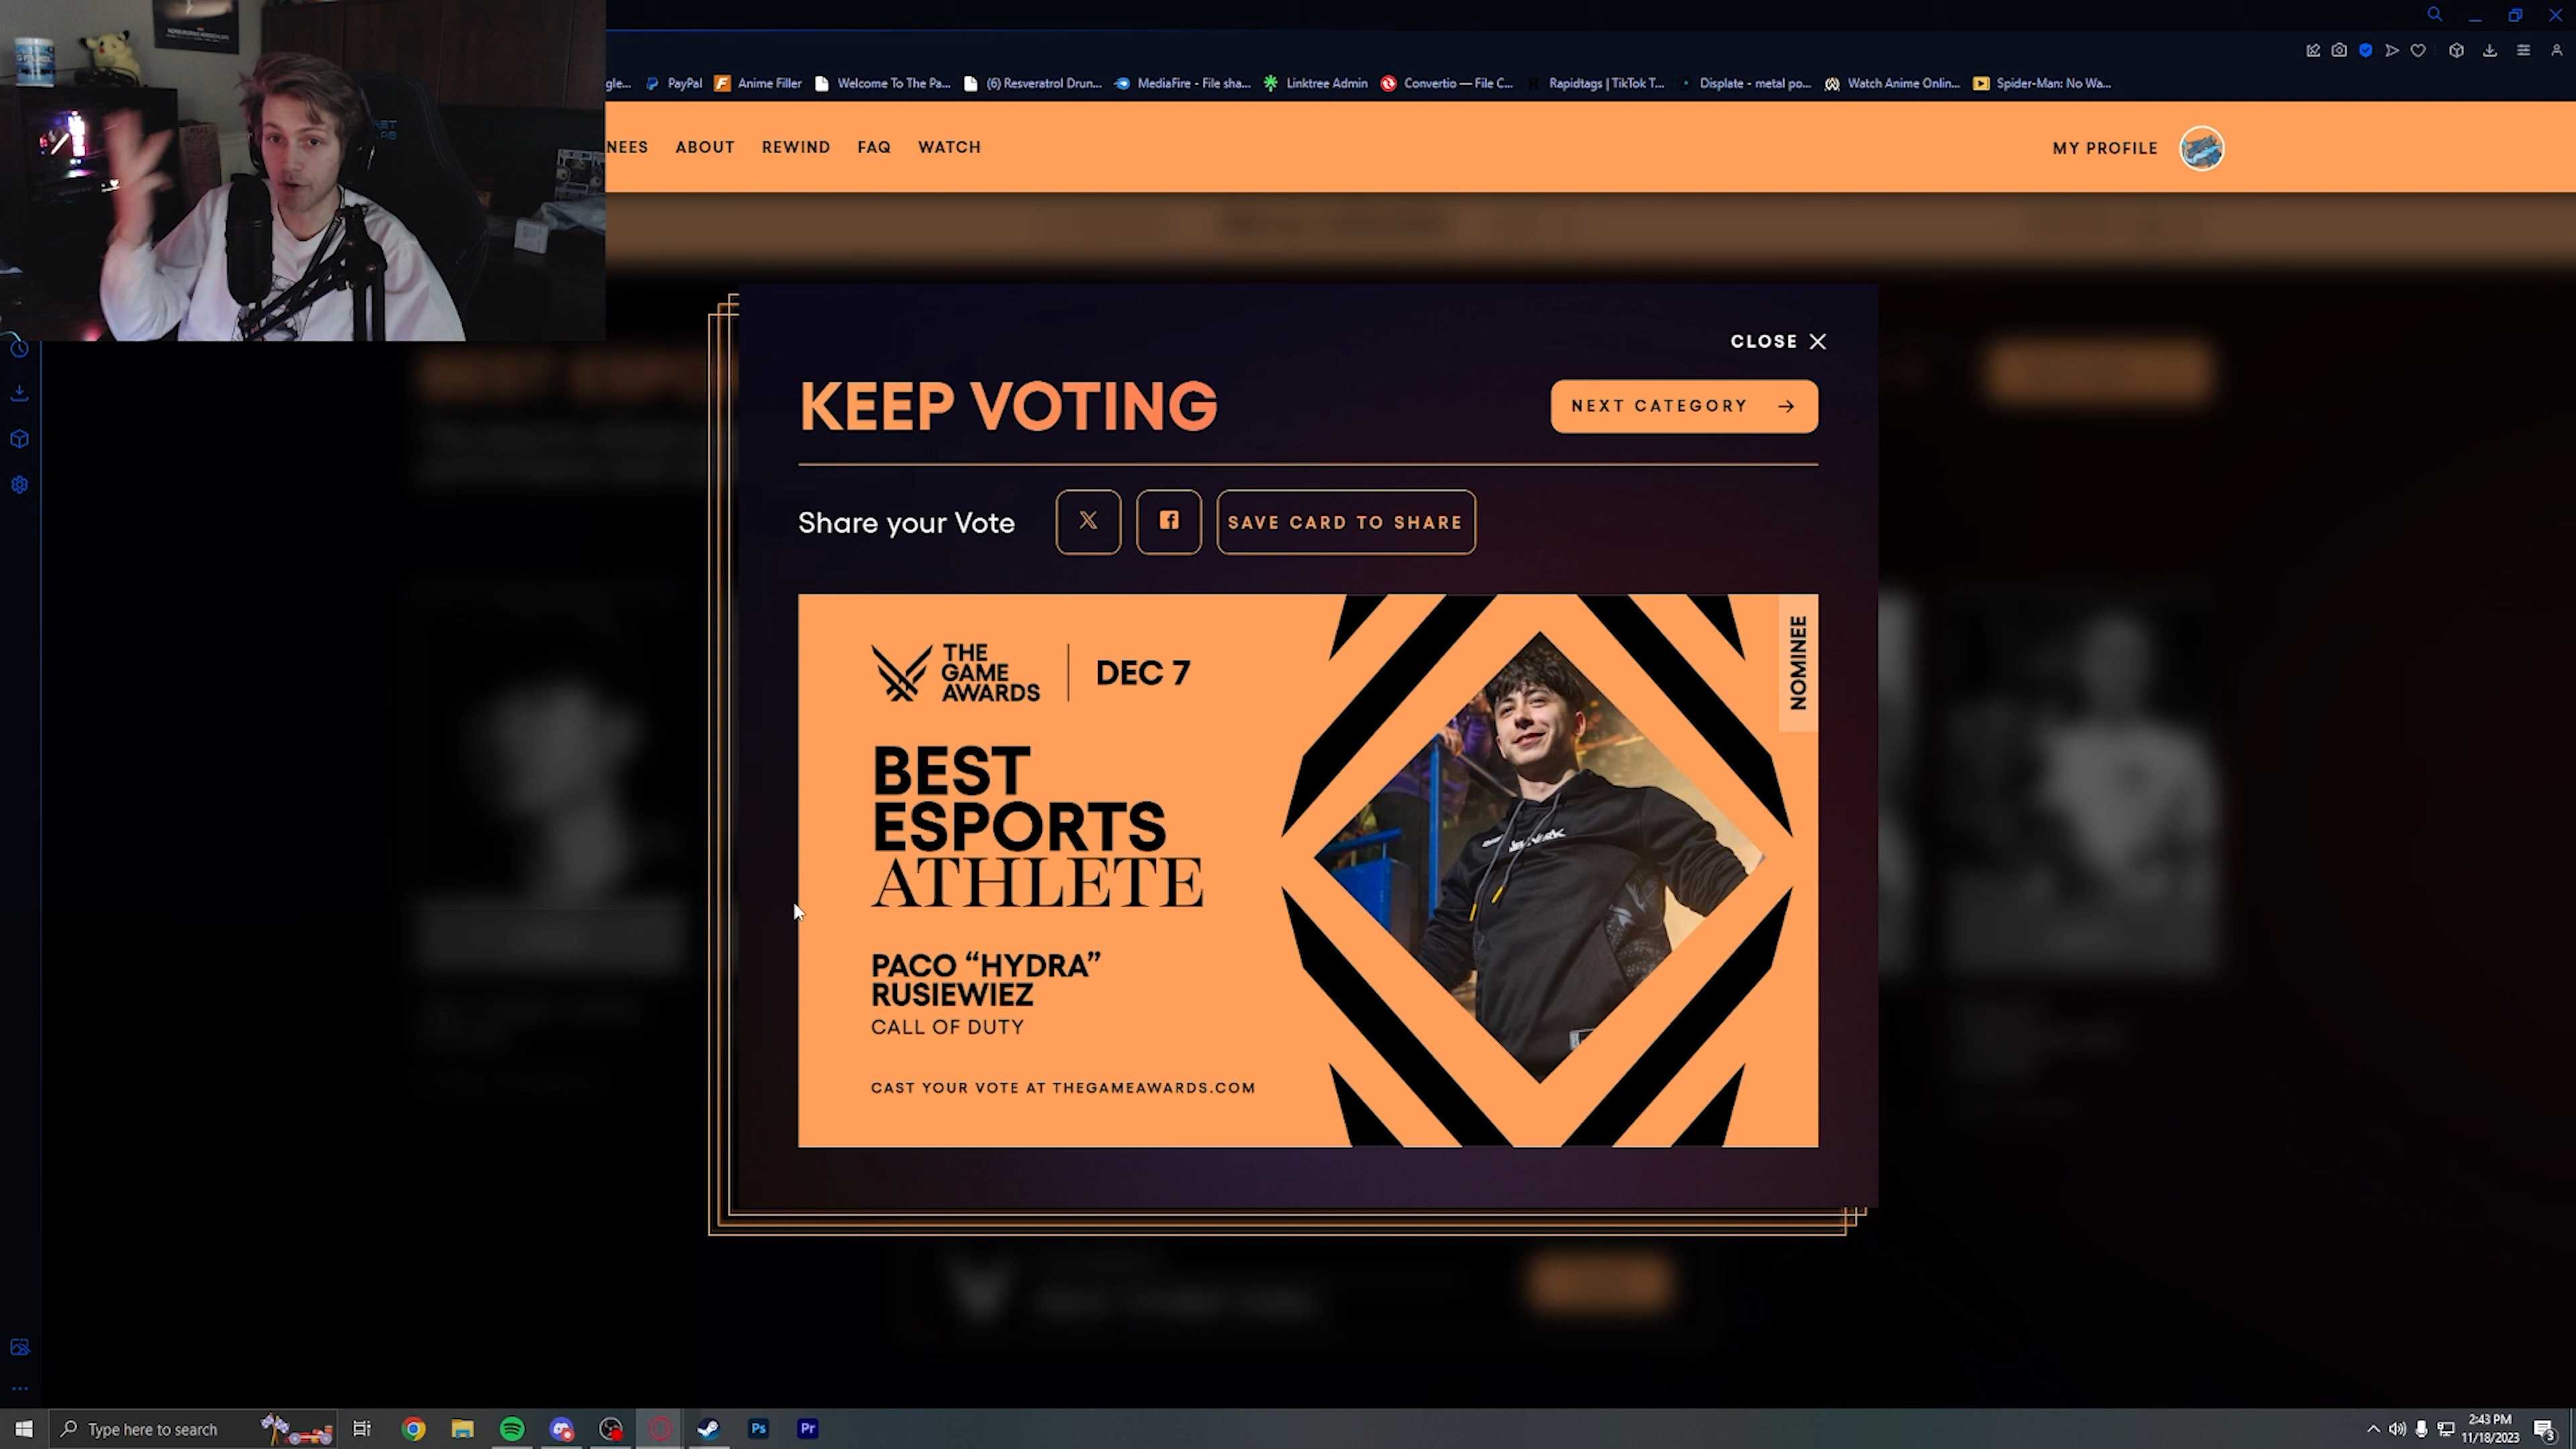 gle...
PayPal
Anime Filler
Welcome To The Pa...
(6) Resveratrol Drun...
MediaFire - File sha...
Linktree Admin
Convertio — File C...
Rapidtags | TikTok T...
Displate - metal po...
Watch Anime Onlin...
Spider-Man: No Wa...
NEES ABOUT REWIND FAQ WATCH
MY PROFILE
CLOSE
KEEP VOTING
NEXT CATEGORY
Share your Vote
SAVE CARD TO SHARE
THE
GAME
AWARDS
DEC 7
NOMINEE
BEST
ESPORTS
ATHLETE
PACO “HYDRA”
RUSIEWIEZ
CALL OF DUTY
CAST YOUR VOTE AT THEGAMEAWARDS.COM
Type here to search
Ps
Pr
2:43 PM
11/18/2023
3